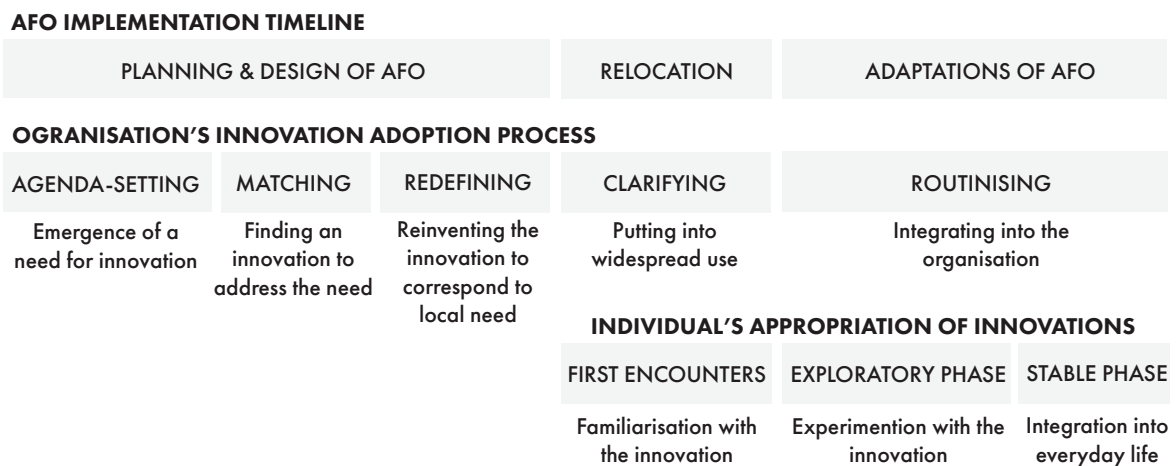 AFO IMPLEMENTATION TIMELINE
PLANNING & DESIGN OF AFO
RELOCATION
ADAPTATIONS OF AFO
OGRANISATION'S INNOVATION ADOPTION PROCESS
AGENDA-SETTING
MATCHING
REDEFINING
CLARIFYING
ROUTINISING
Emergence of a
need for innovation
Finding an
innovation to
address the need
Reinventing the
innovation to
correspond to
local need
Putting into
widespread use
Integrating into the
organisation
INDIVIDUAL'S APPROPRIATION OF INNOVATIONS
FIRST ENCOUNTERS
EXPLORATORY PHASE
STABLE PHASE
Familiarisation with
the innovation
Experimention with the
innovation
Integration into
everyday life